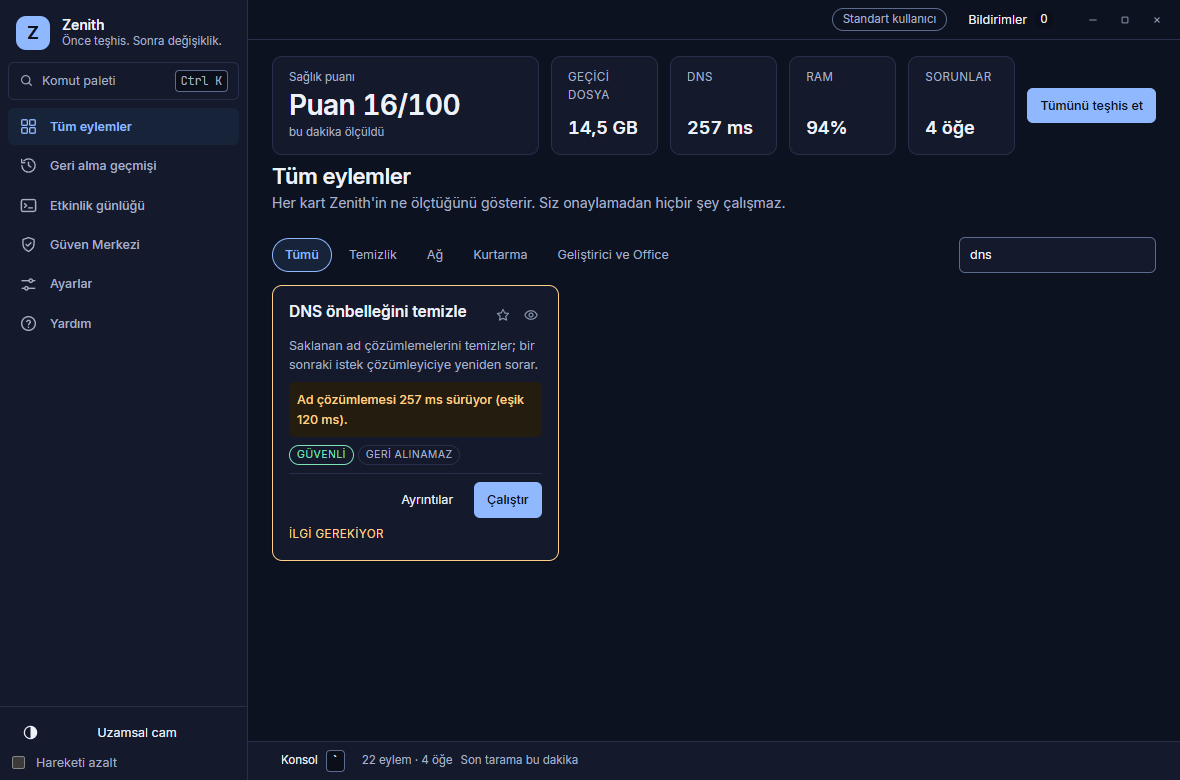 Z
Zenith
Önce teşhis. Sonra değişiklik.
Komut paleti
Ctrl K
Tüm eylemler
Geri alma geçmişi
Etkinlik günlüğü
Güven Merkezi
Ayarlar
Yardım
Uzamsal cam
Hareketi azalt
Standart kullanıcı
Bildirimler 0
Sağlık puanı
Puan 16/100
bu dakika ölçüldü
GEÇİCİ
DOSYA
14,5 GB
DNS
257 ms
RAM
94%
SORUNLAR
4 öğe
Tümünü teşhis et
Tüm eylemler
Her kart Zenith'in ne ölçtüğünü gösterir. Siz onaylamadan hiçbir şey çalışmaz.
Tümü
Temizlik
Ağ
Kurtarma
Geliştirici ve Office
dns
DNS önbelleğini temizle
Saklanan ad çözümlemelerini temizler; bir
sonraki istek çözümleyiciye yeniden sorar.
Ad çözümlemesi 257 ms sürüyor (eşik
120 ms).
GÜVENLİ
GERİ ALINAMAZ
Ayrıntılar
Çalıştır
İLGİ GEREKİYOR
Konsol `
22 eylem · 4 öğe
Son tarama bu dakika